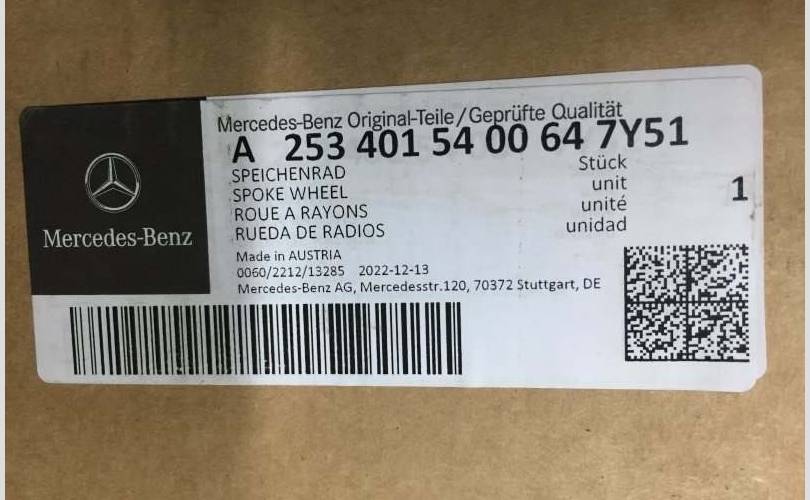 Mercedes-Benz
Mercedes-Benz Original-Teile/Geprüfte Qualität
A 253 401 54 00 64 7Y51
SPEICHENRAD
SPOKE WHEEL
ROUE A RAYONS
RUEDA DE RADIOS
Stück
unit
unité
unidad
1
Made in AUSTRIA
0060/2212/13285 2022-12-13
Mercedes-Benz AG, Mercedesstr.120, 70372 Stuttgart, DE